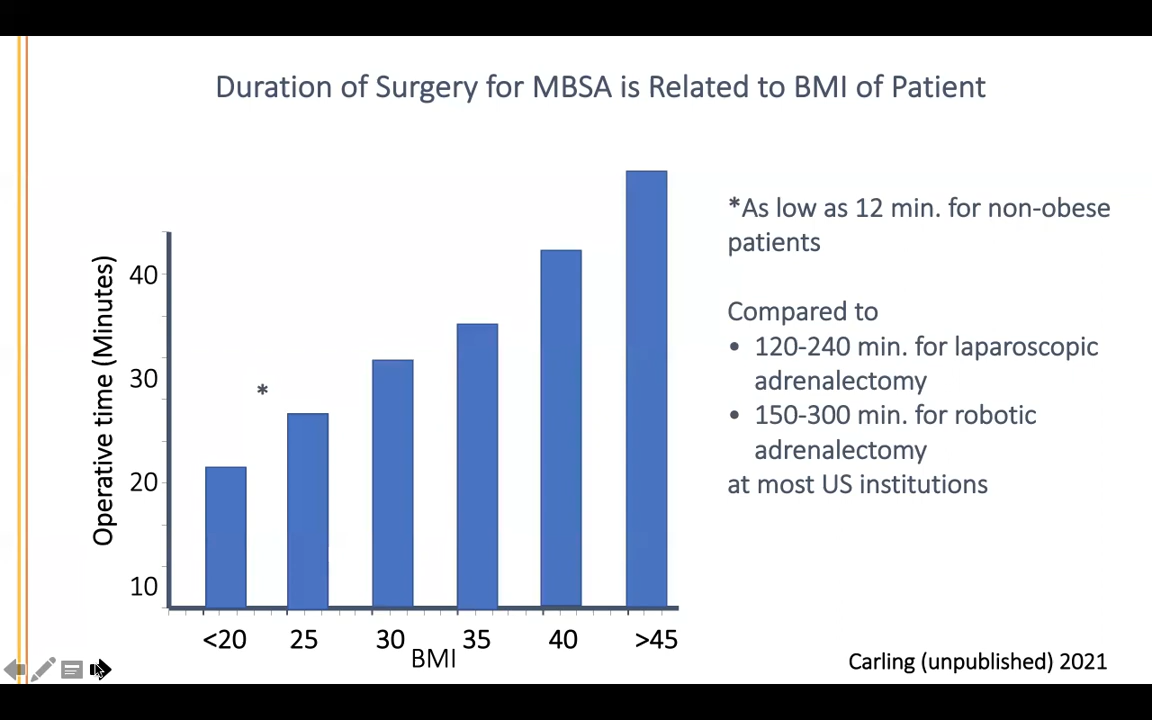 Duration of Surgery for MBSA is Related to BMI of Patient
Operative time (Minutes)
40
30
20
10
*
<20 25 30 35 40 >45
BMI
*As low as 12 min. for non-obese
patients
Compared to
• 120-240 min. for laparoscopic
adrenalectomy
• 150-300 min. for robotic
adrenalectomy
at most US institutions
Carling (unpublished) 2021